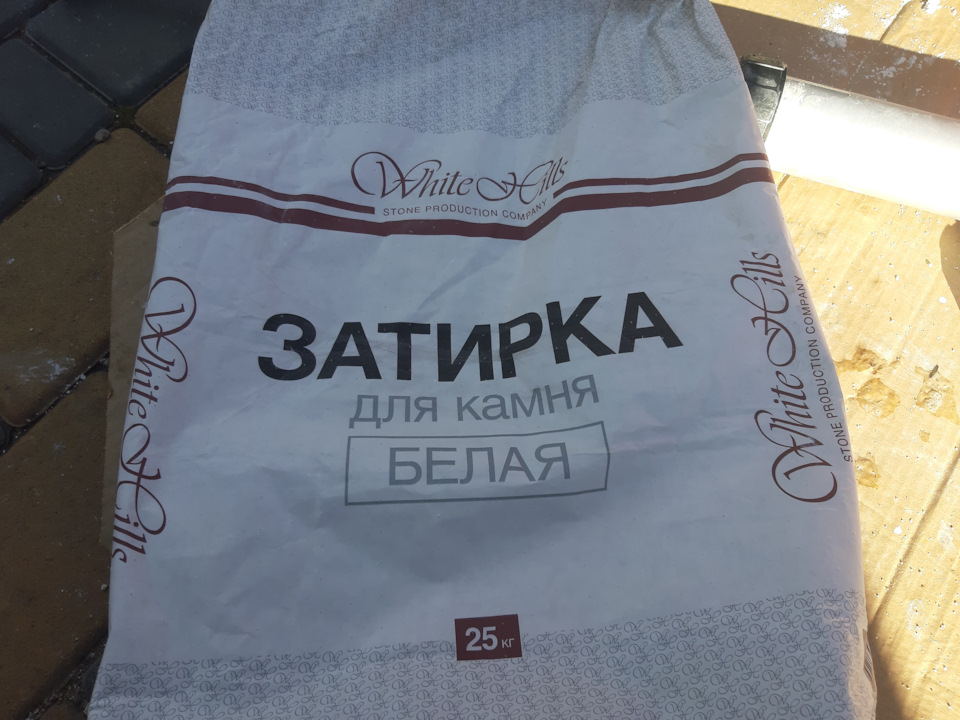 White Hills
STONE PRODUCTION COMPANY
ЗАТИРКА
для камня
БЕЛАЯ
25 кг
White Hills
White Hills
STONE PRODUCTION COMPANY